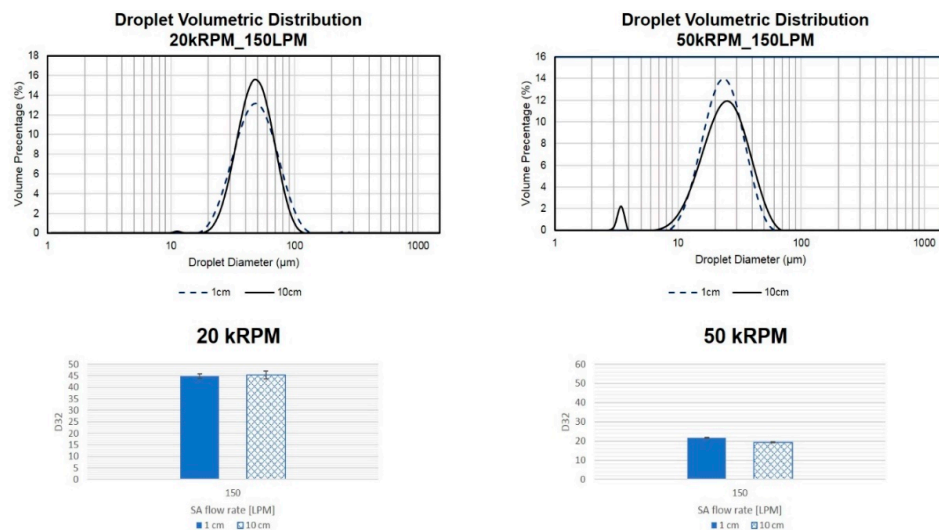 Droplet Volumetric Distribution
20kRPM_150LPM
Volume Precentage (%)
18
16
14
12
10
8
6
4
2
0
1
10
100
1000
Droplet Diameter (µm)
1cm
10cm
Droplet Volumetric Distribution
50kRPM_150LPM
Volume Precentage (%)
16
14
12
10
8
6
4
2
0
1
10
100
1000
Droplet Diameter (µm)
1cm
10cm
20 kRPM
D32
50
45
40
35
30
25
20
15
10
5
0
150
SA flow rate [LPM]
1 cm
10 cm
50 kRPM
D32
60
50
40
30
20
10
0
150
SA flow rate [LPM]
1 cm
10 cm